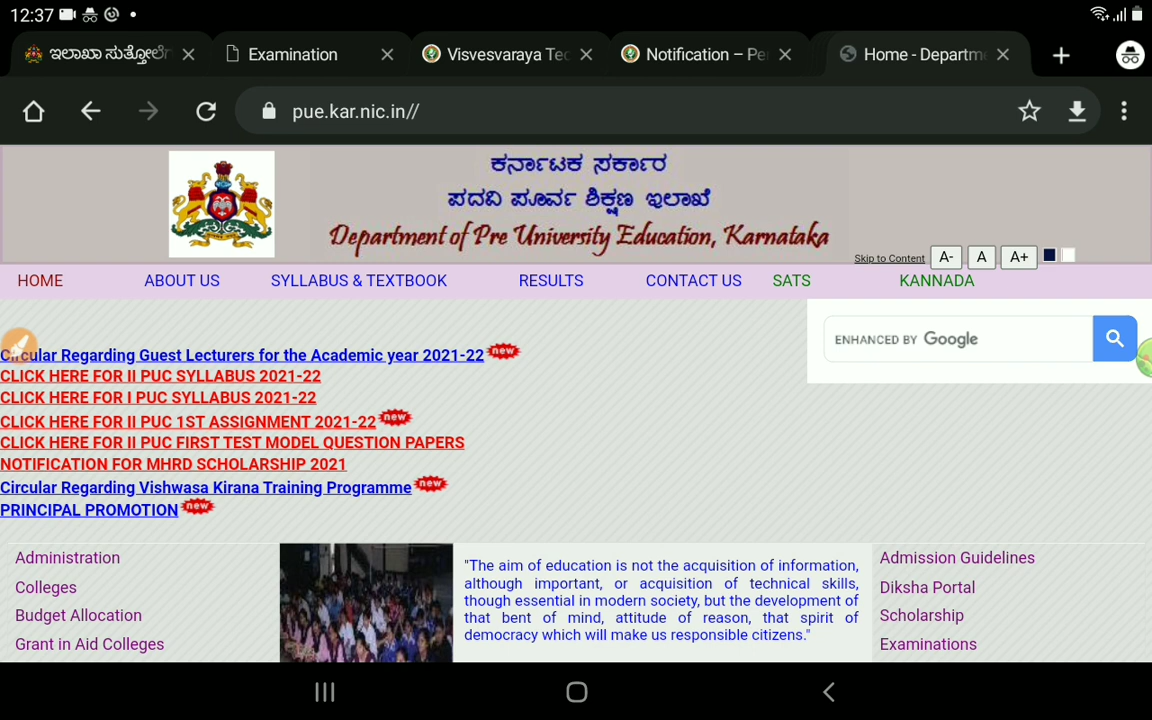 12:37
ಇಲಾಖಾ ಸುತ್ತೋಲೆ
Examination
Visvesvaraya Tec
Notification – Pe
Home - Departme
pue.kar.nic.in//
ಕರ್ನಾಟಕ ಸರ್ಕಾರ
ಪದವಿ ಪೂರ್ವ ಶಿಕ್ಷಣ ಇಲಾಖೆ
Department of Pre University Education, Karnataka
Skip to Content A- A A+
HOME ABOUT US SYLLABUS & TEXTBOOK RESULTS CONTACT US SATS KANNADA
ENHANCED BY Google
Circular Regarding Guest Lecturers for the Academic year 2021-22 new
CLICK HERE FOR II PUC SYLLABUS 2021-22
CLICK HERE FOR I PUC SYLLABUS 2021-22
CLICK HERE FOR II PUC 1ST ASSIGNMENT 2021-22 new
CLICK HERE FOR II PUC FIRST TEST MODEL QUESTION PAPERS
NOTIFICATION FOR MHRD SCHOLARSHIP 2021
Circular Regarding Vishwasa Kirana Training Programme new
PRINCIPAL PROMOTION new
Administration
Colleges
Budget Allocation
Grant in Aid Colleges
"The aim of education is not the acquisition of information,
although important, or acquisition of technical skills,
though essential in modern society, but the development of
that bent of mind, attitude of reason, that spirit of
democracy which will make us responsible citizens."
Admission Guidelines
Diksha Portal
Scholarship
Examinations